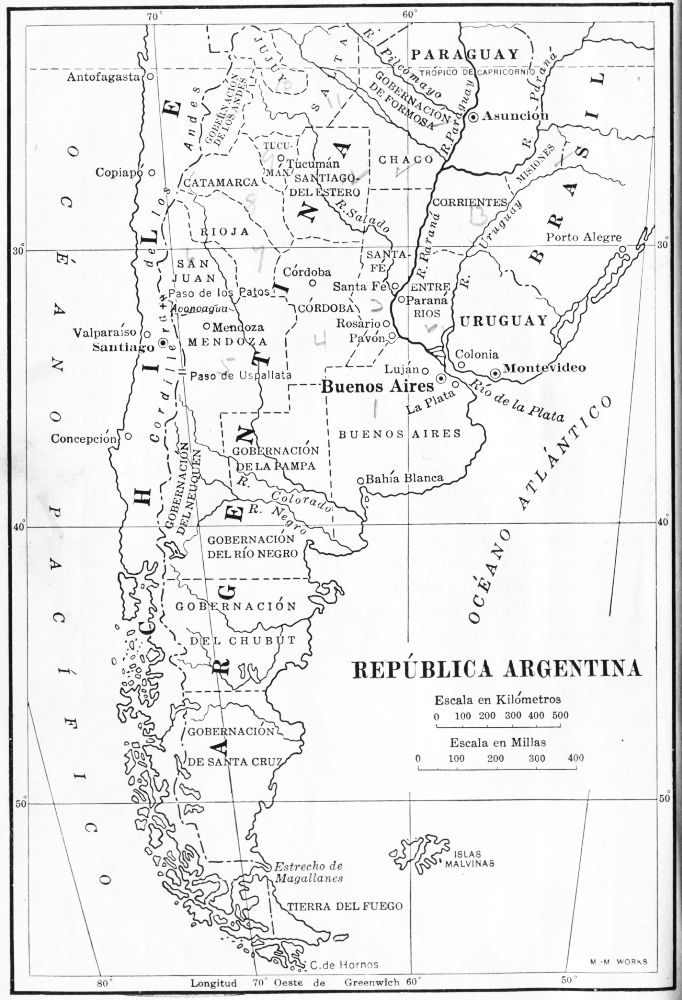 70°
60°
PARAGUAY
TRÓPICO DE CAPRICORNIO
R. Pilcomayo
GOBERNACIÓN
DE FORMOSA
R. Paraguay
R. Paraná
Antofagasta
JUJUY
SALTA
GOBERNACIÓN
DE LOS ANDES
Asunción
BRASIL
TUCU-
MÁN
Tucumán
SANTIAGO-
DEL ESTERO
CHACO
MISIONES
Copiapó
CATAMARCA
CORRIENTES
R. Salado
R. Paraná
R. Uruguay
Porto Alegre
30°
30°
RIOJA
SAN
JUAN
Córdoba
SANTA-
FÉ
Santa Fé
ENTRE
RIOS
Paraná
Paso de los Patos
CÓRDOBA
Aconcagua
Valparaíso
Mendoza
Rosario
URUGUAY
Santiago
MENDOZA
Pavón
Colonia
Paso de Uspallata
Luján
Montevideo
Buenos Aires
La Plata
Río de la Plata
Cordillera de los Andes
Concepción
BUENOS AIRES
GOBERNACIÓN
DE LA PAMPA
GOBERNACIÓN
DEL NEUQUÉN
R. Colorado
Bahía Blanca
R. Negro
40°
40°
GOBERNACIÓN
DEL RÍO NEGRO
GOBERNACIÓN
DEL CHUBUT
CHILE
ARGENTINA
OCÉANO PACÍFICO
OCÉANO ATLÁNTICO
REPÚBLICA ARGENTINA
Escala en Kilómetros
0 100 200 300 400 500
Escala en Millas
0 100 200 300 400
GOBERNACIÓN
DE SANTA CRUZ
50°
50°
Estrecho de
Magallanes
ISLAS
MALVINAS
TIERRA DEL FUEGO
C. de Hornos
M.-M. WORKS
80°
Longitud 70° Oeste de Greenwich 60°
50°